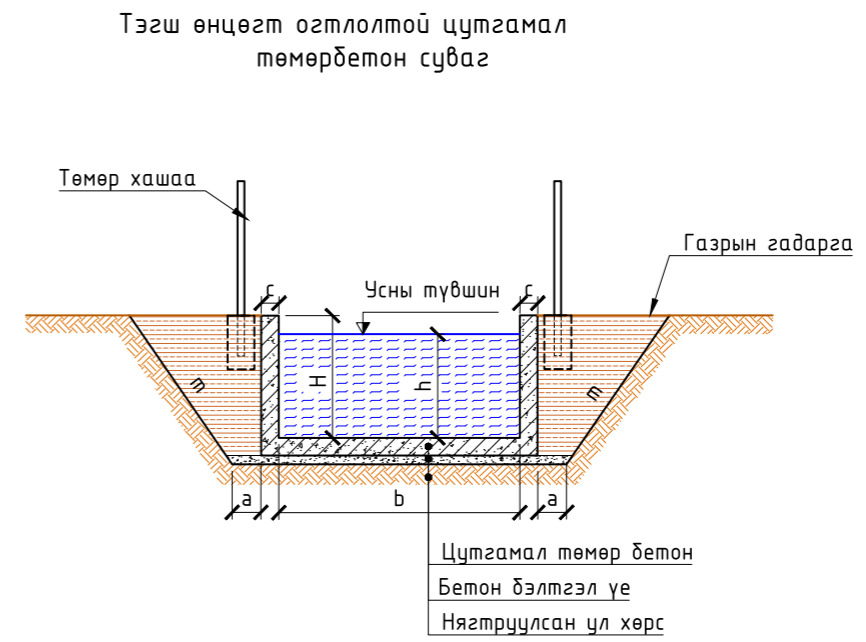 Тэгш өнцөгт огтлолтой цутгамал
төмөрбетон суваг
Төмөр хашаа
Газрын гадарга
c
Усны түвшин
c
m
H
h
m
a
b
a
Цутгамал төмөр бетон
Бетон бэлтгэл үе
Нягтруулсан ул хөрс